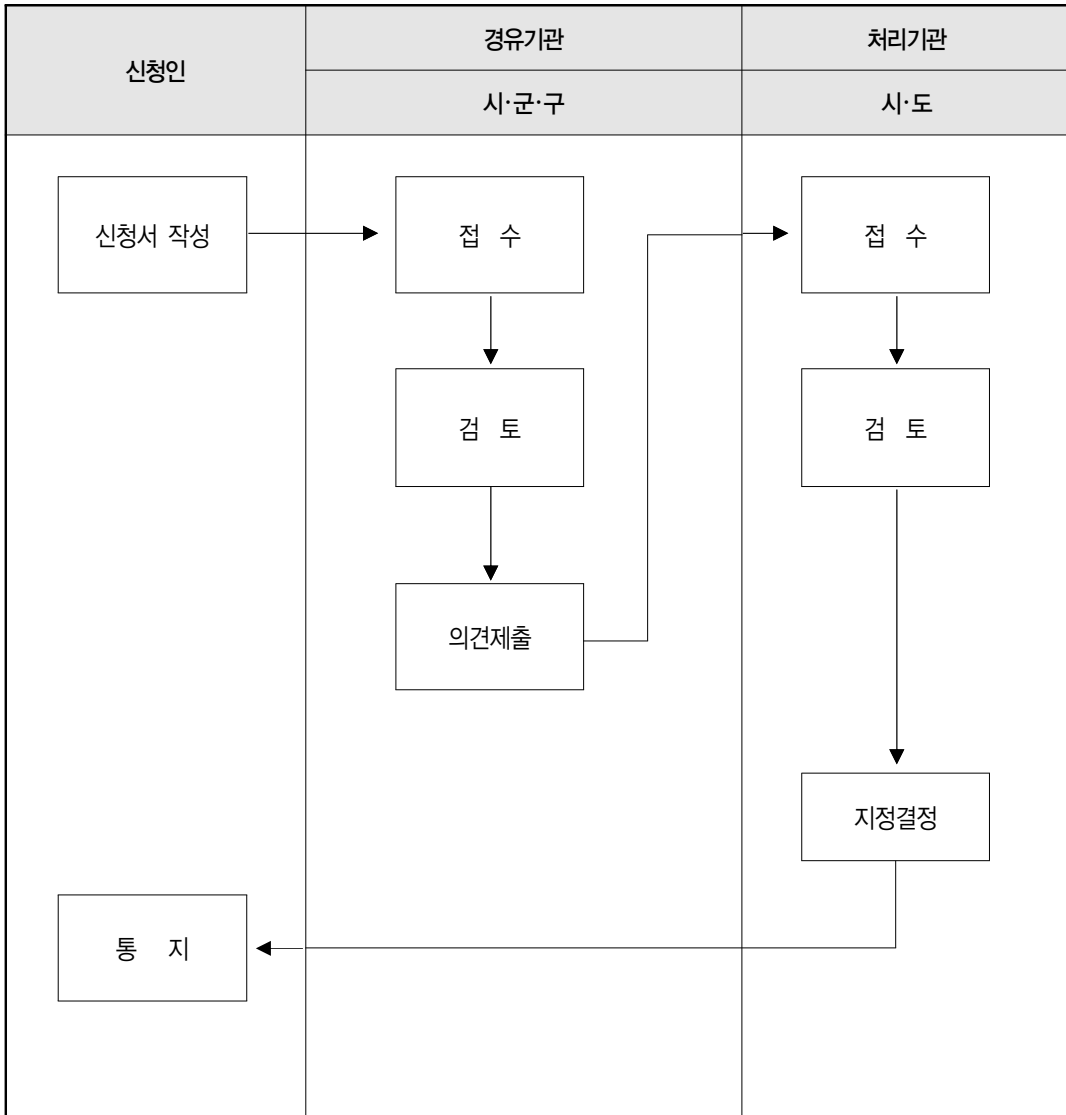 신청인
경유기관
처리기관
시·군·구
시·도
신청서 작성
접 수
접 수
검 토
검 토
의견제출
지정결정
통 지